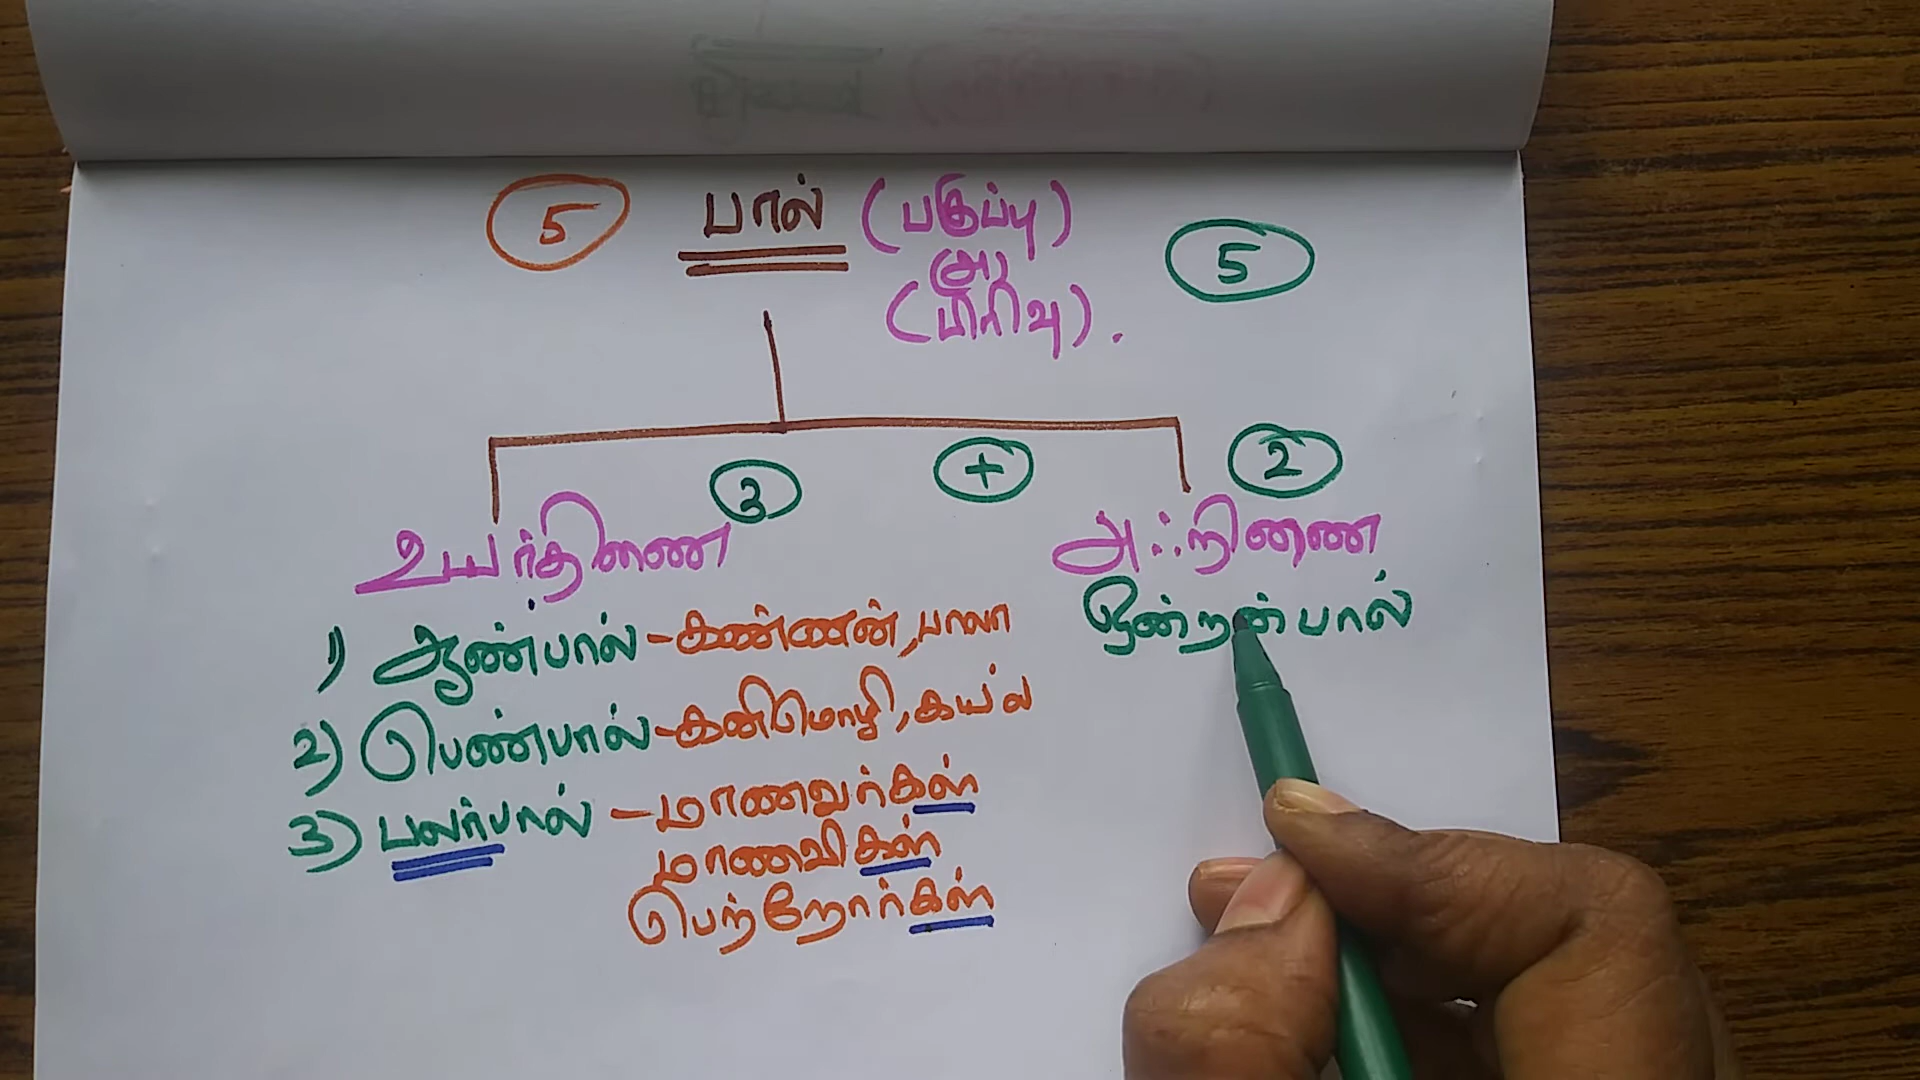 5 பால் (பகுப்பு) 5
(அ)
(பிரிவு).
3 + 2
உயர்திணை அஃறிணை
1) ஆண்பால் - கண்ணன், பாலா ஒன்றன்பால்
2) பெண்பால் - கனிமொழி, கயல்
3) பலர்பால் - மாணவர்கள்
மாணவிகள்
பெற்றோர்கள்